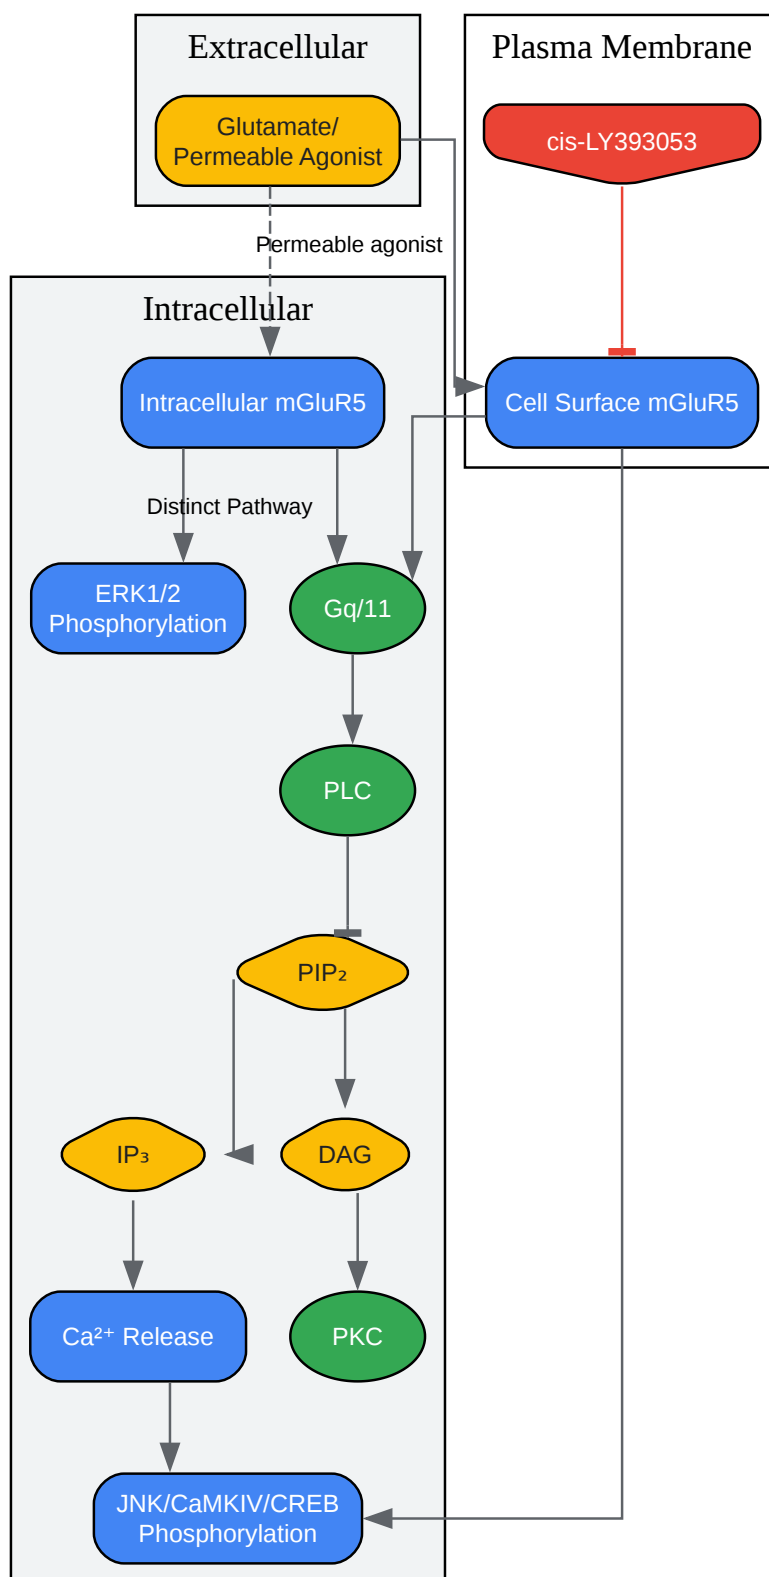 Extracellular
Plasma Membrane
Glutamate/
Permeable Agonist
cis-LY393053
Permeable agonist
Intracellular
Intracellular mGluR5
Cell Surface mGluR5
Distinct Pathway
ERK1/2
Phosphorylation
Gq/11
PLC
PIP₂
IP₃
DAG
Ca²⁺ Release
PKC
JNK/CaMKIV/CREB
Phosphorylation